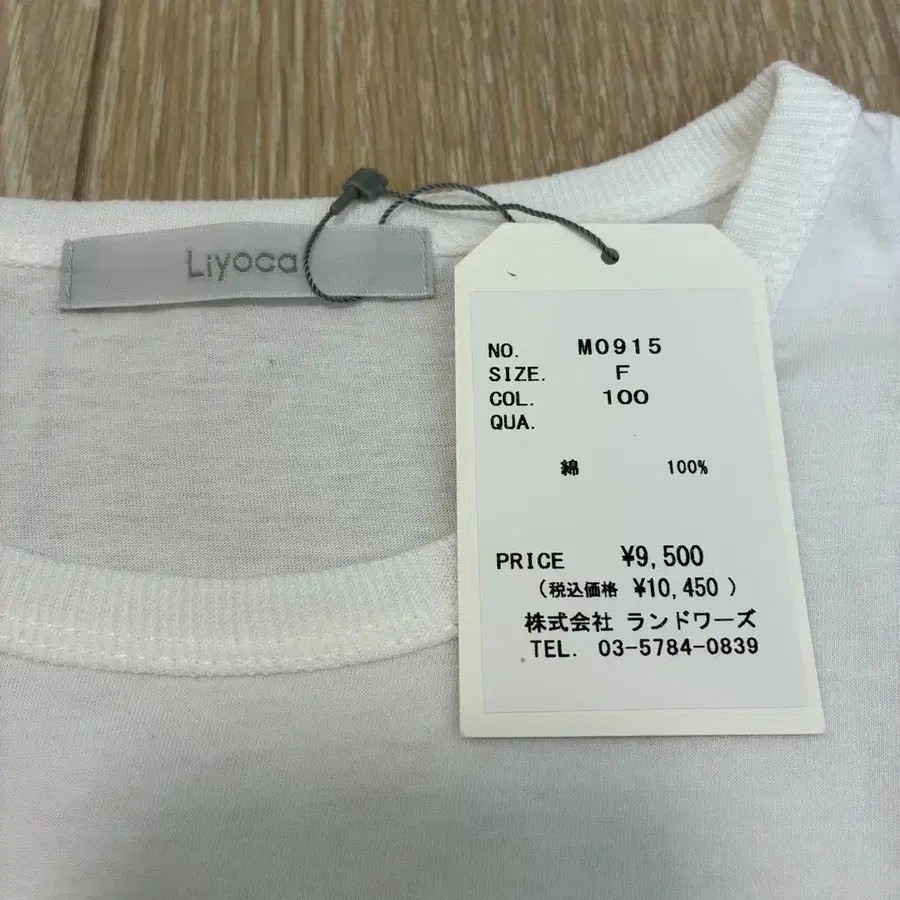 Liyoca
NO. M0915
SIZE. F
COL. 100
QUA.
綿 100%
PRICE ¥9,500
(税込価格 ¥10,450 )
株式会社 ランドワーズ
TEL. 03-5784-0839